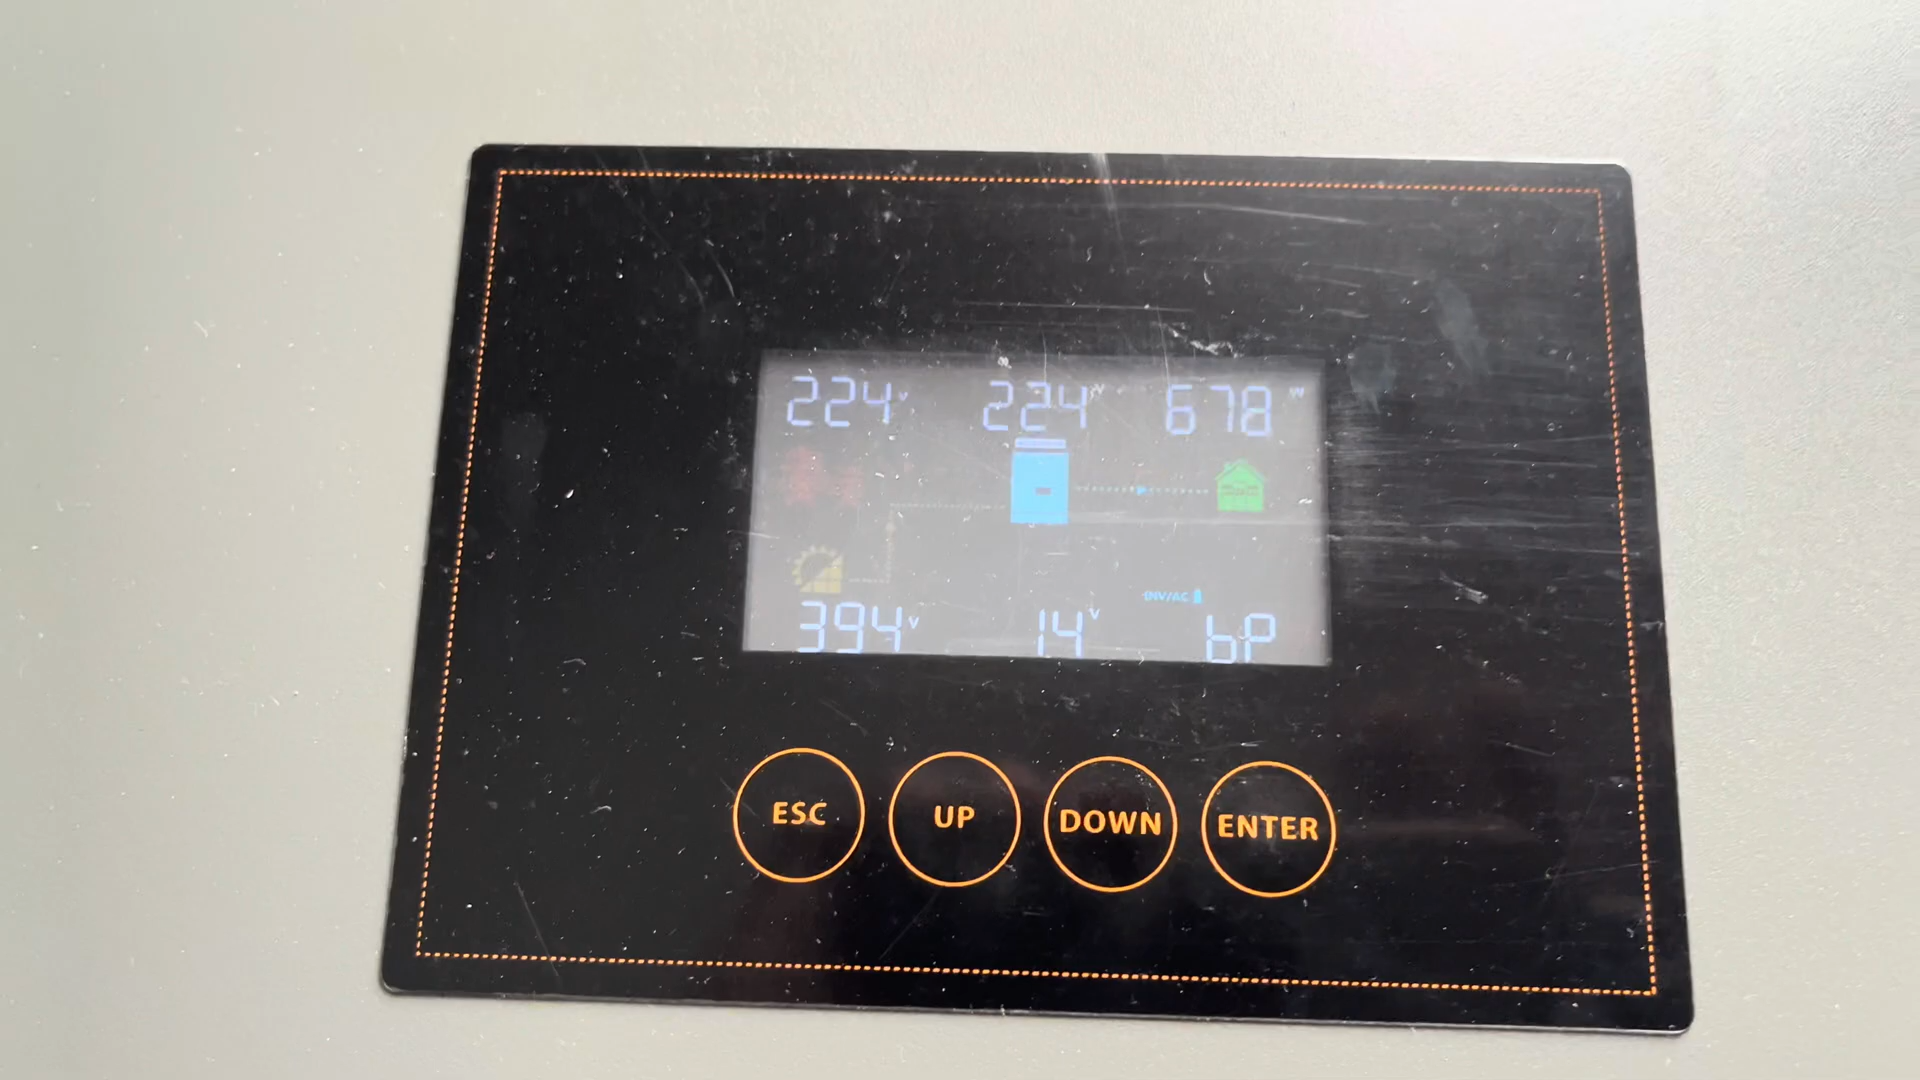 224V 224V 678W
INV/AC
394V 14V bP
ESC UP DOWN ENTER